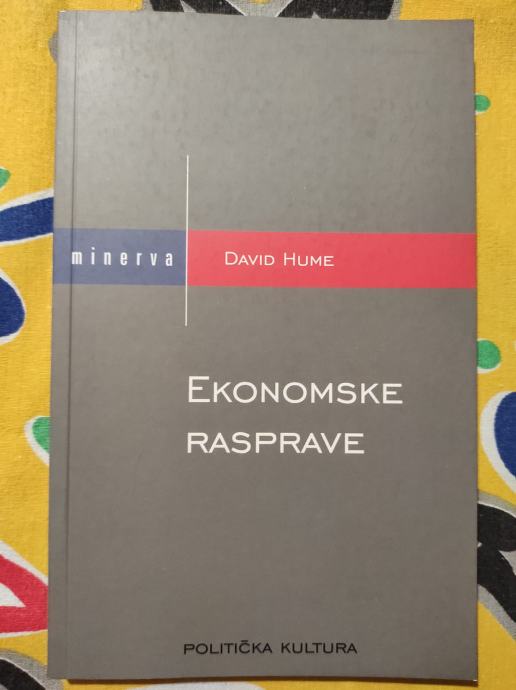 minerva
DAVID HUME
EKONOMSKE
RASPRAVE
POLITIČKA KULTURA